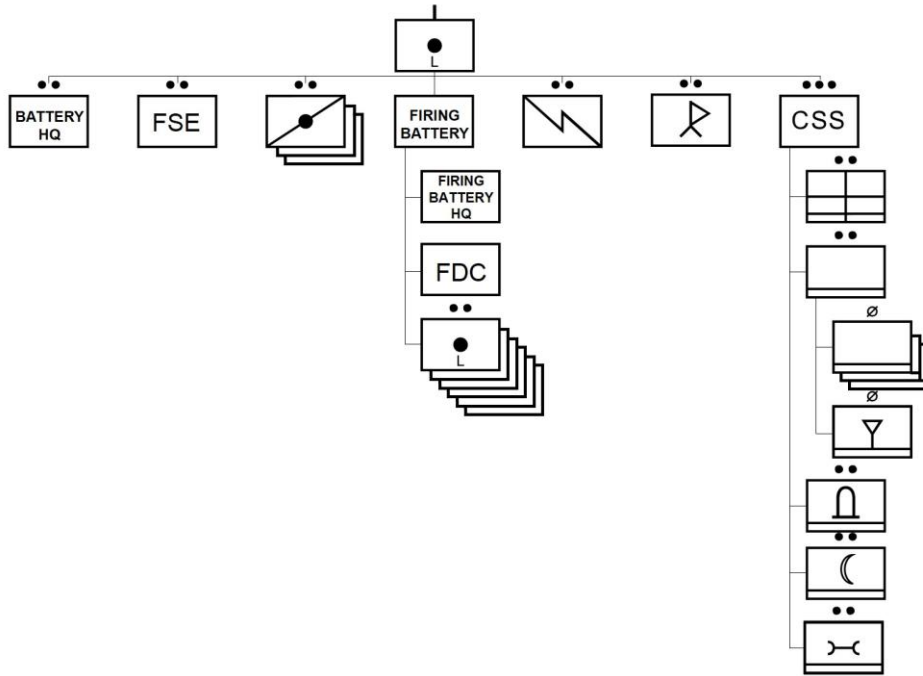 L
BATTERY
HQ
FSE
FIRING
BATTERY
CSS
FIRING
BATTERY
HQ
FDC
L